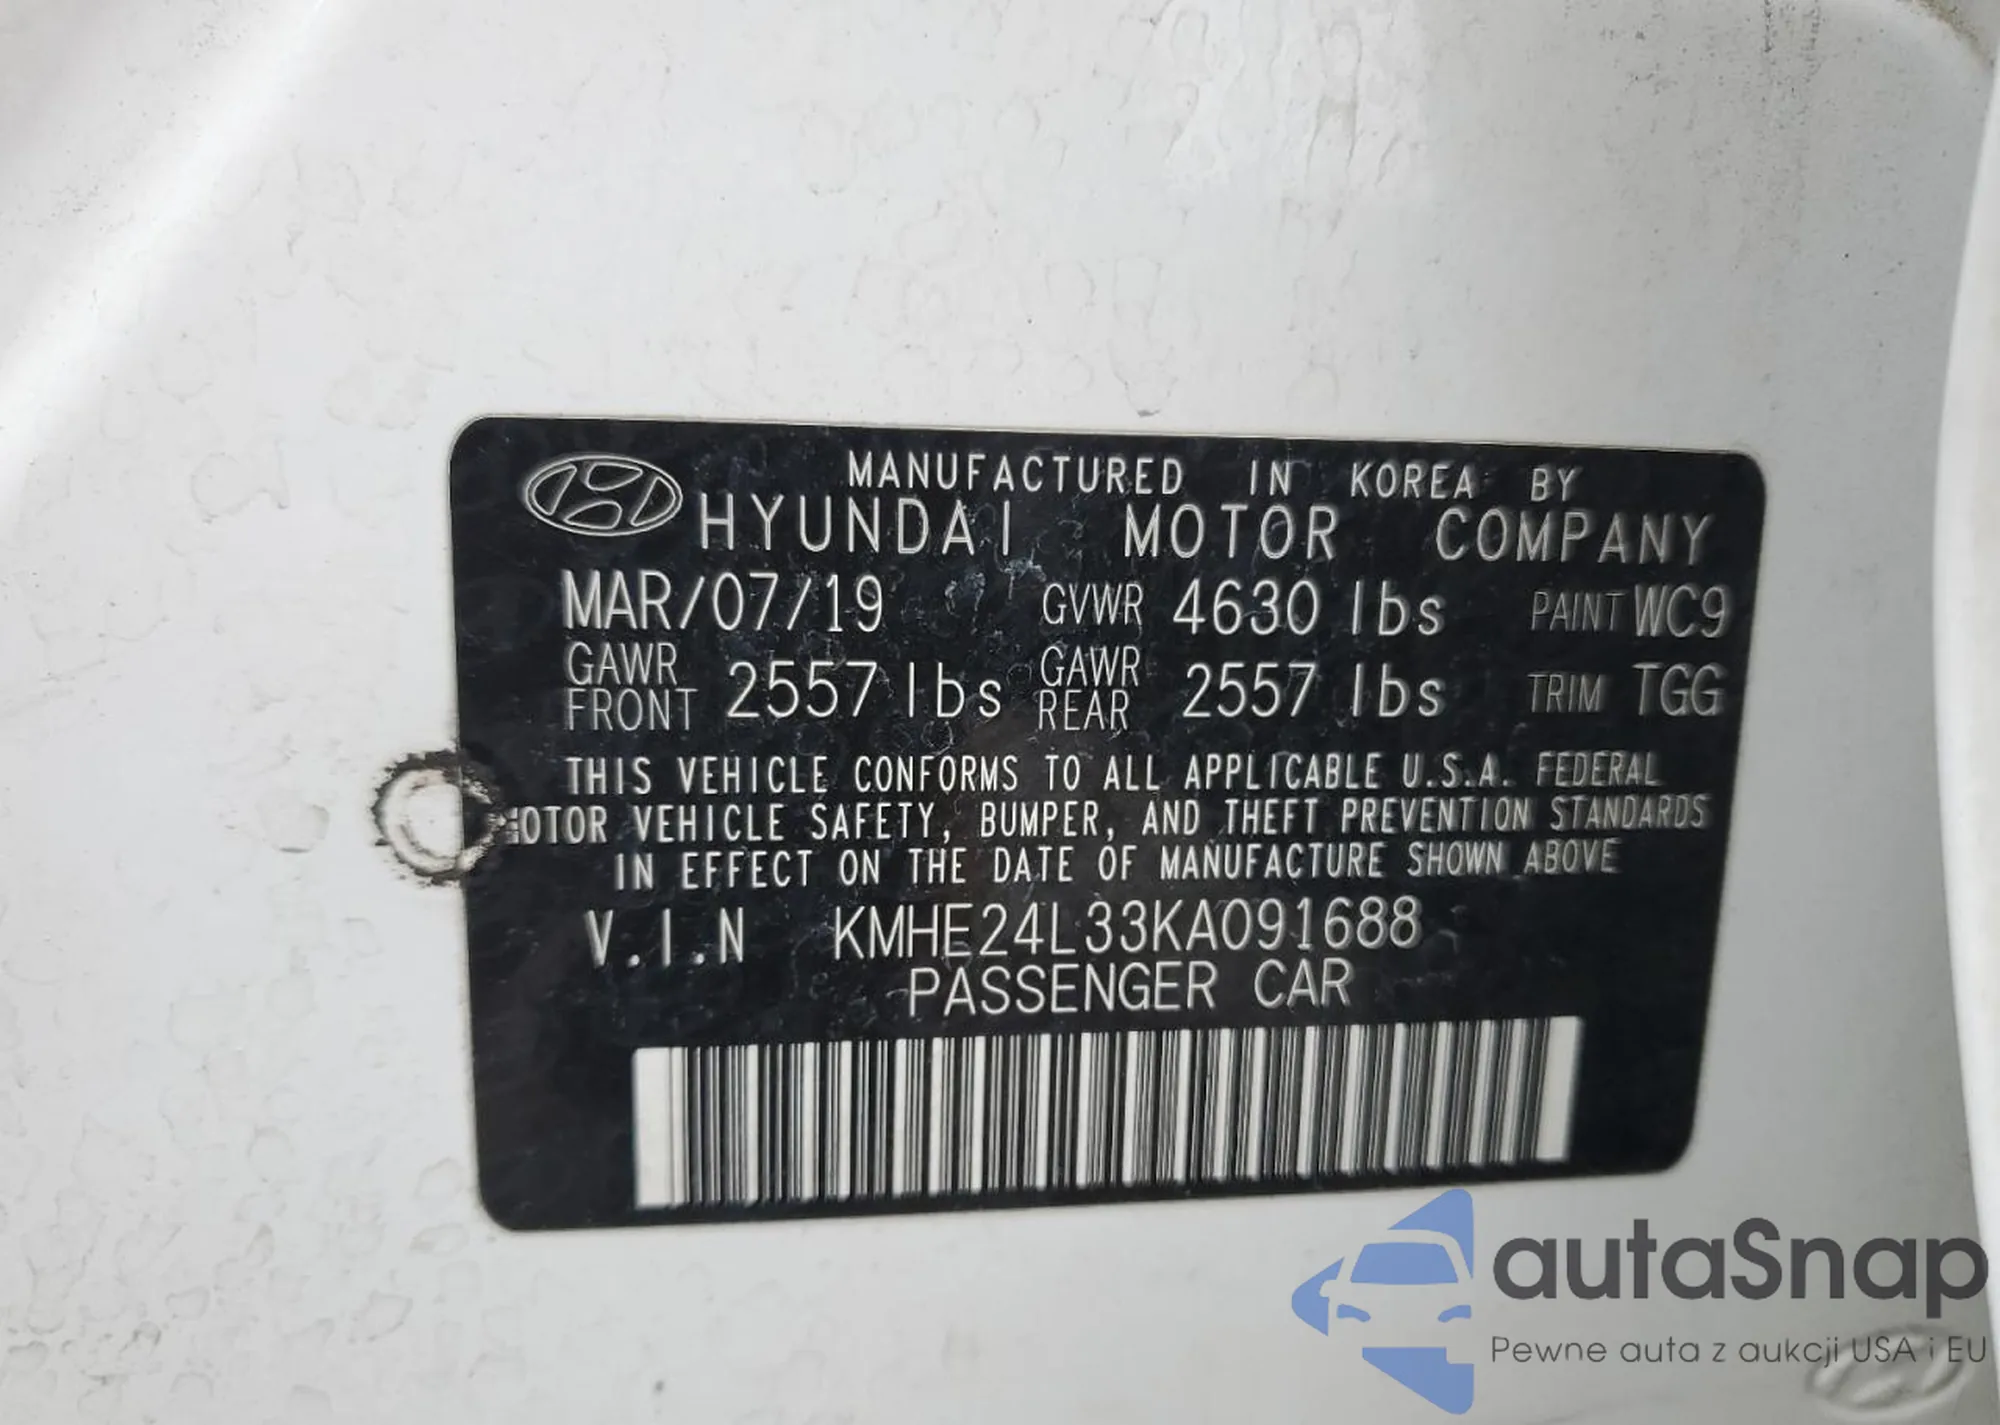 MANUFACTURED IN KOREA BY
HYUNDAI MOTOR COMPANY
MAR/07/19 GVWR 4630 lbs PAINT WC9
GAWR FRONT 2557 lbs GAWR REAR 2557 lbs TRIM TGG
THIS VEHICLE CONFORMS TO ALL APPLICABLE U.S.A. FEDERAL
MOTOR VEHICLE SAFETY, BUMPER, AND THEFT PREVENTION STANDARDS
IN EFFECT ON THE DATE OF MANUFACTURE SHOWN ABOVE
V.I.N KMHE24L33KA091688
PASSENGER CAR
autaSnap
Pewne auta z aukcji USA i EU